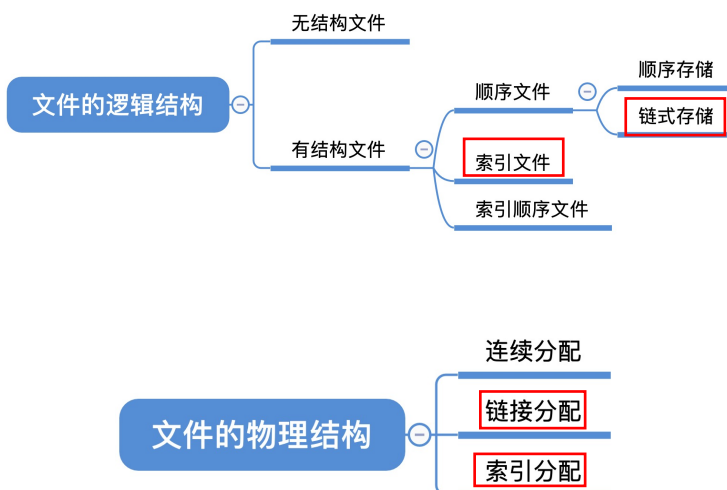 无结构文件
文件的逻辑结构
有结构文件
顺序文件
顺序存储
链式存储
索引文件
索引顺序文件
文件的物理结构
连续分配
链接分配
索引分配